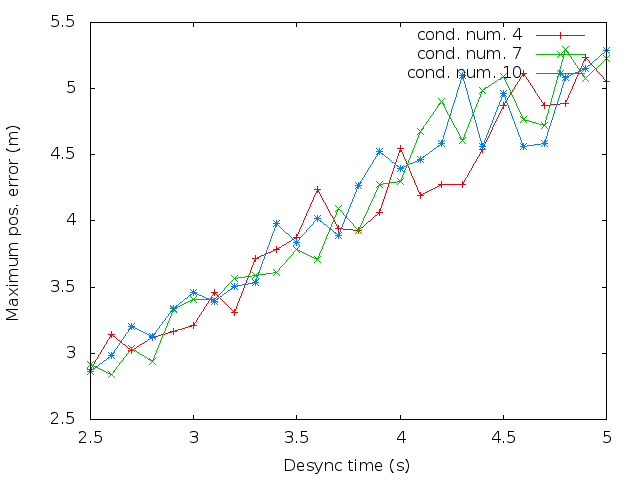 5.5
cond. num. 4
cond. num. 7
cond. num. 10
5
4.5
4
3.5
3
2.5
Maximum pos. error (m)
2.5 3 3.5 4 4.5 5
Desync time (s)